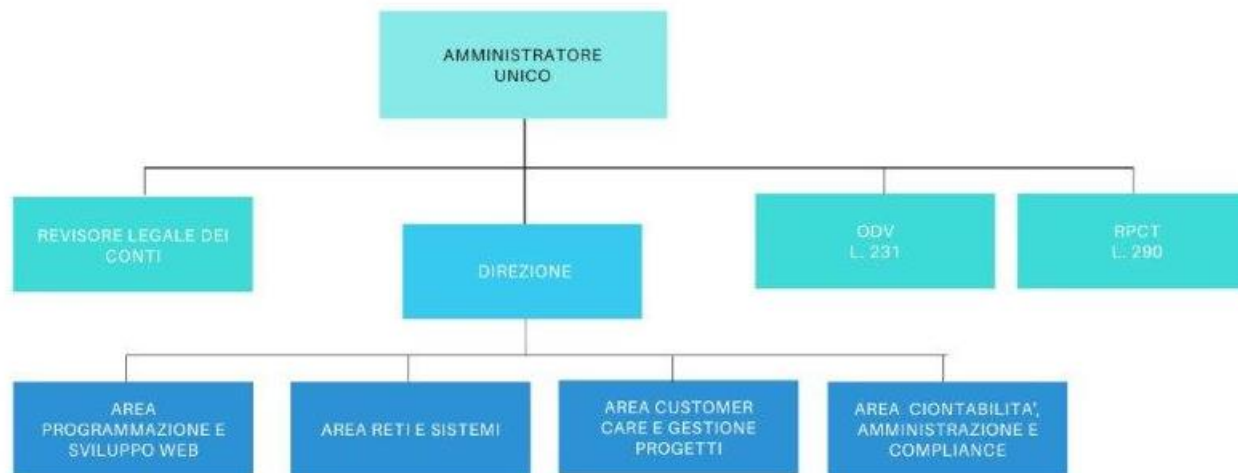 AMMINISTRATORE
UNICO
REVISORE LEGALE DEI
CONTI
DIREZIONE
ODV
L. 231
RPCT
L. 290
AREA
PROGRAMMAZIONE E
SVILUPPO WEB
AREA RETI E SISTEMI
AREA CUSTOMER
CARE E GESTIONE
PROGETTI
AREA CIONTABILITA',
AMMINISTRAZIONE E
COMPLIANCE